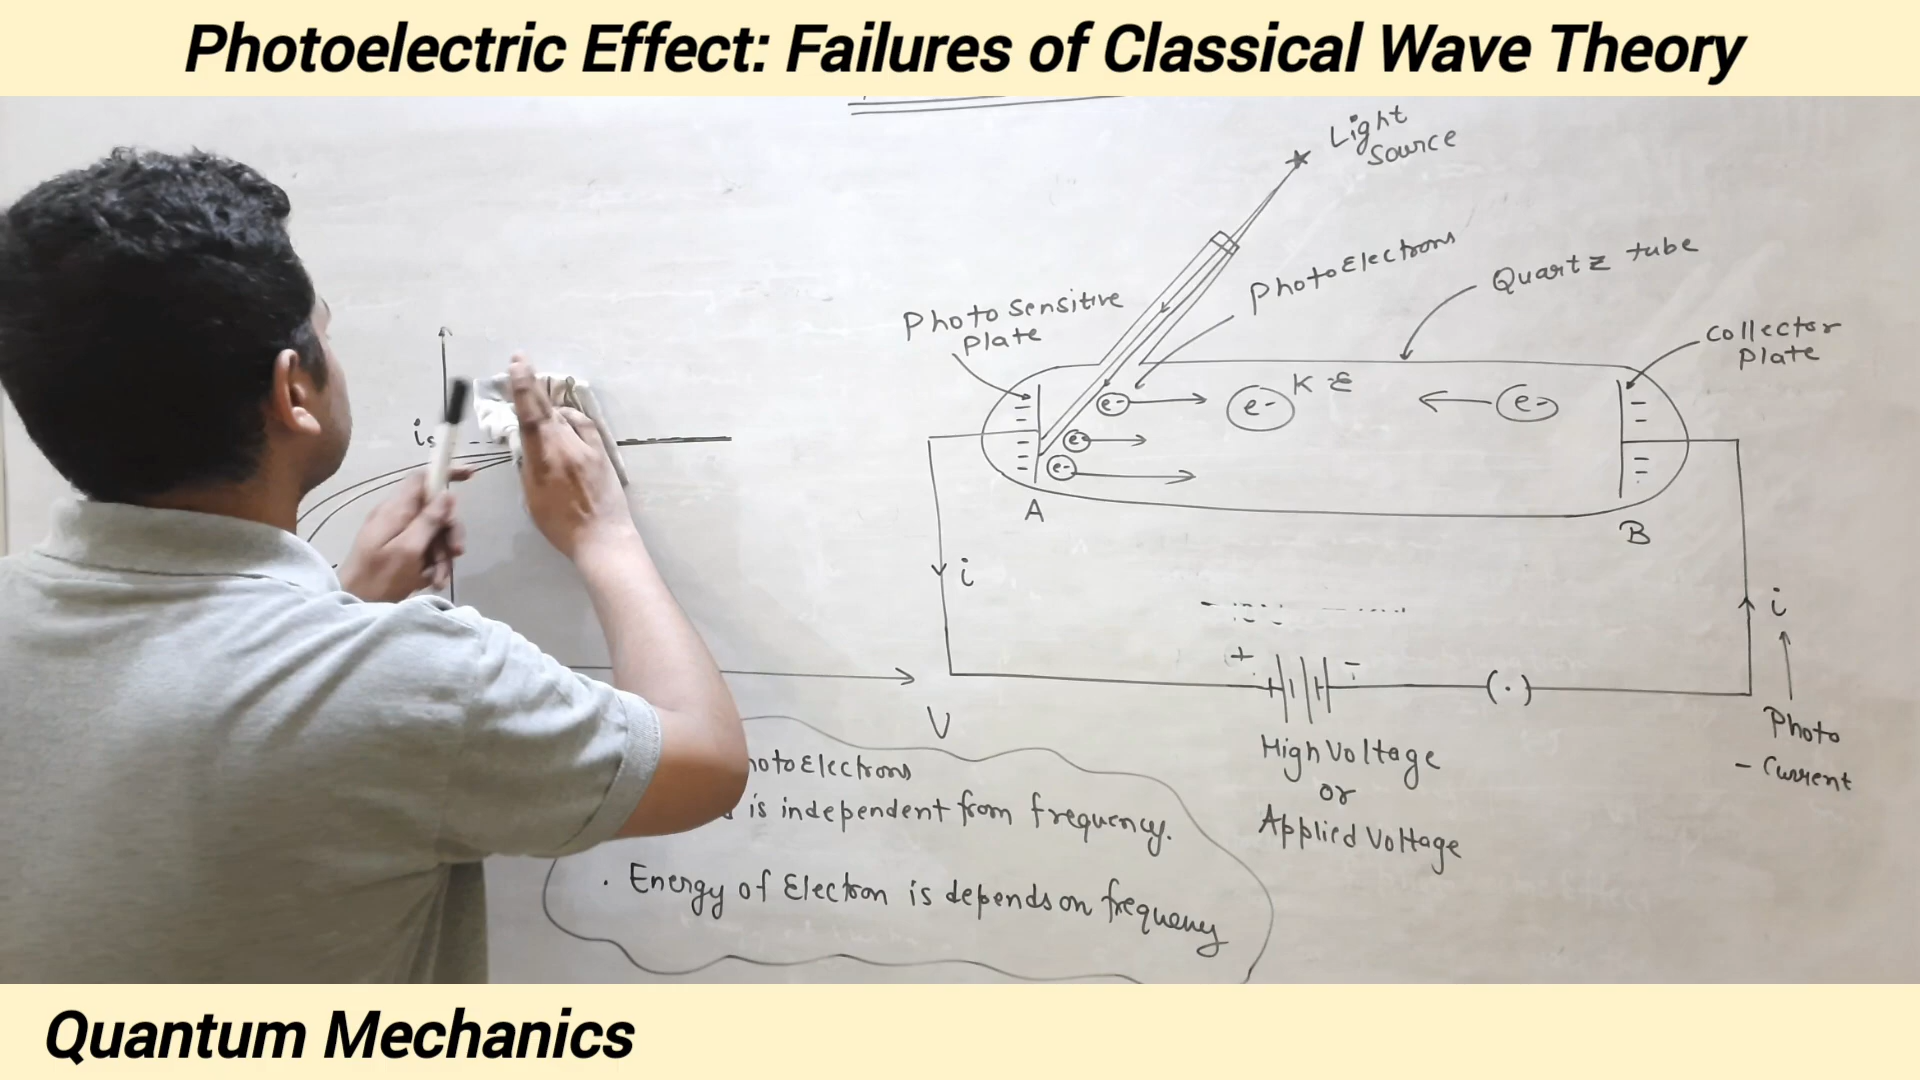 Photoelectric Effect: Failures of Classical Wave Theory
Light
Source
Photo Sensitive
Plate
PhotoElectrons
Quartz tube
Collector
Plate
K·E
e-
e-
e-
e-
e-
is
A
B
i
i
+
-
V
High Voltage
or
Applied Voltage
Photo
- Current
is independent from frequency.
. Energy of Electron is depends on frequency
Quantum Mechanics